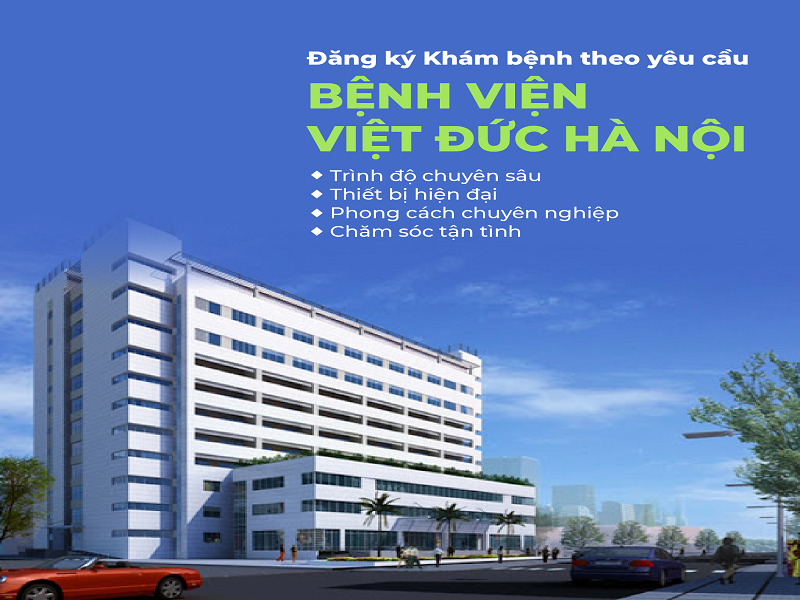 Đăng ký Khám bệnh theo yêu cầu
BỆNH VIỆN
VIỆT ĐỨC HÀ NỘI
Trình độ chuyên sâu
Thiết bị hiện đại
Phong cách chuyên nghiệp
Chăm sóc tận tình